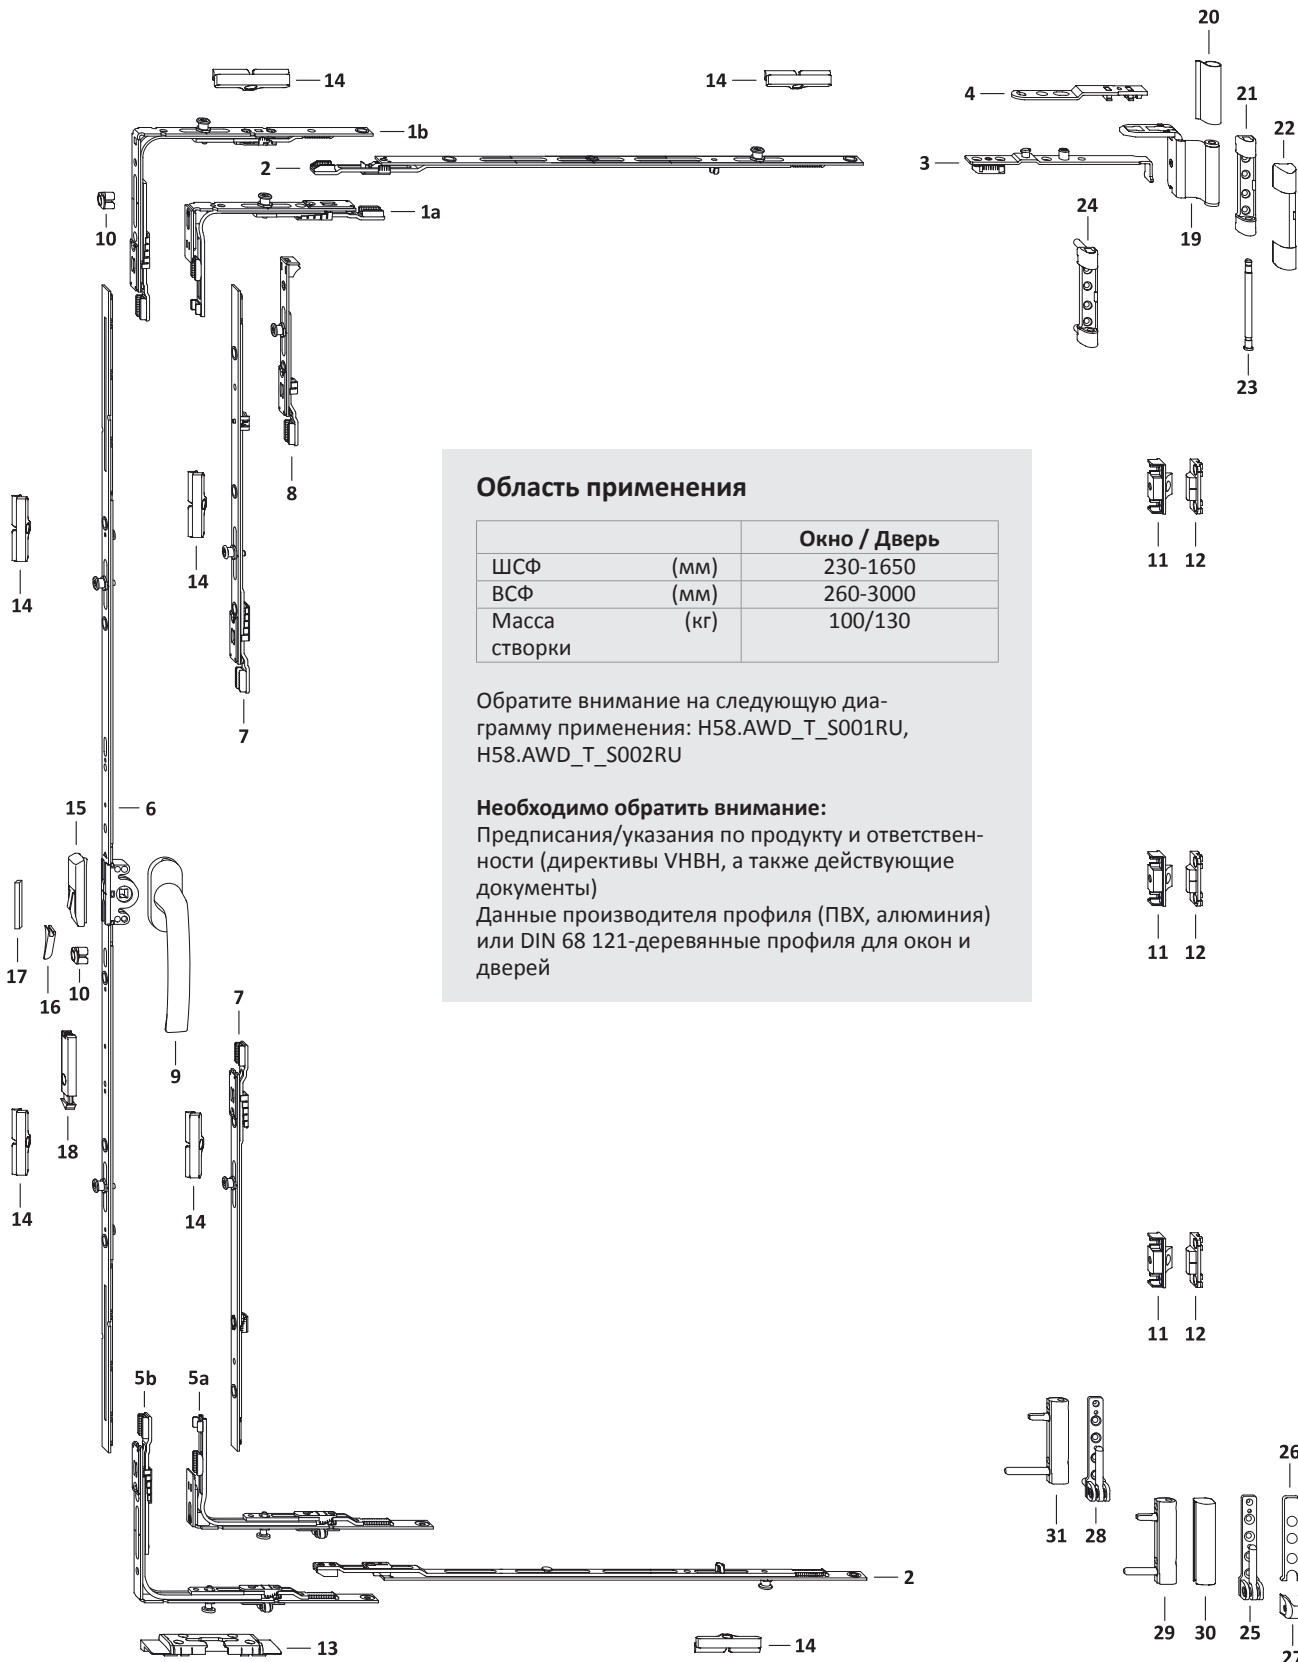 20
14
14
4
21
1b
22
2
3
10
1a
24
19
23
8
Область применения
Окно / Дверь
ШСФ (мм) 230-1650
ВСФ (мм) 260-3000
Масса створки (кг) 100/130
Обратите внимание на следующую диа-
грамму применения: H58.AWD_T_S001RU,
H58.AWD_T_S002RU
Необходимо обратить внимание:
Предписания/указания по продукту и ответствен-
ности (директивы VHBH, а также действующие
документы)
Данные производителя профиля (ПВХ, алюминия)
или DIN 68 121-деревянные профиля для окон и
дверей
11 12
14
14
7
15
6
17
16
10
11 12
7
9
18
14
14
11 12
5b
5a
26
31
28
2
29
30
25
27
13
14